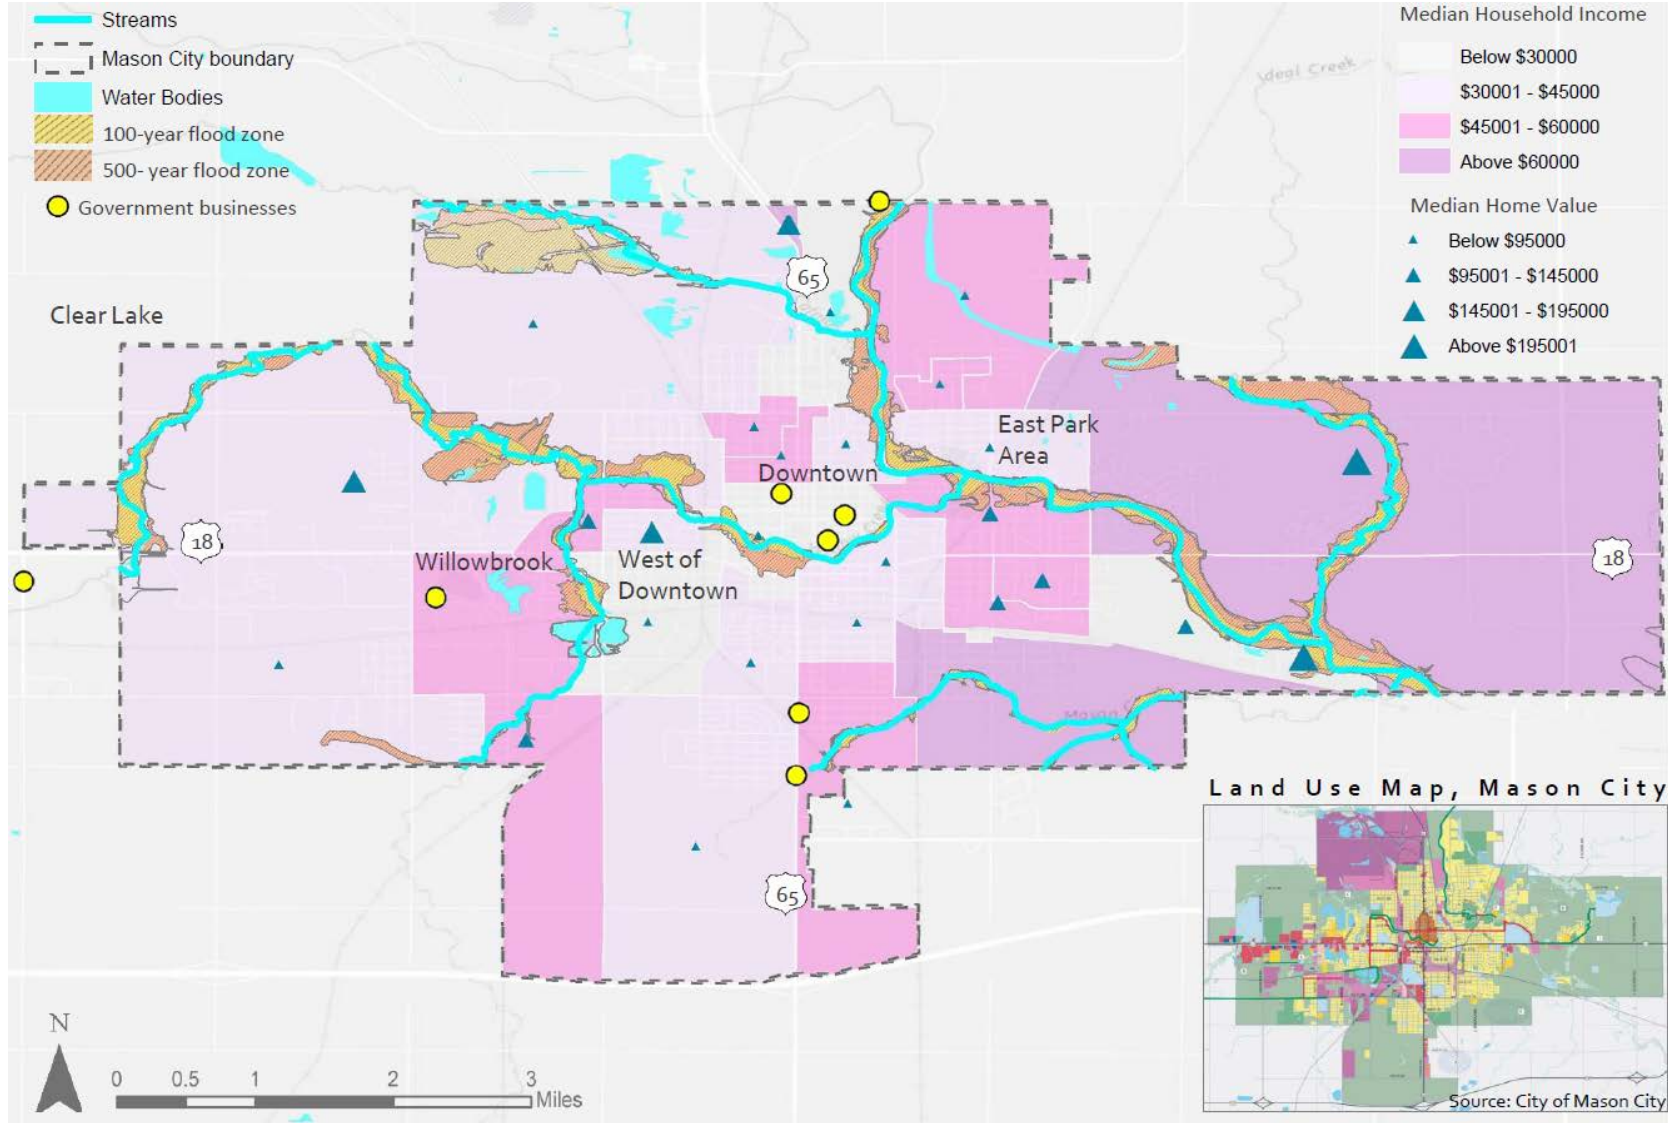 Streams
Mason City boundary
Water Bodies
100-year flood zone
500- year flood zone
Government businesses
Median Household Income
Below $30000
$30001 - $45000
$45001 - $60000
Above $60000
Median Home Value
Below $95000
$95001 - $145000
$145001 - $195000
Above $195001
Ideal Creek
Clear Lake
65
East Park
Area
Downtown
18
Willowbrook
West of
Downtown
18
Mason
65
Land Use Map, Mason City
Source: City of Mason City
N
0 0.5 1 2 3
Miles